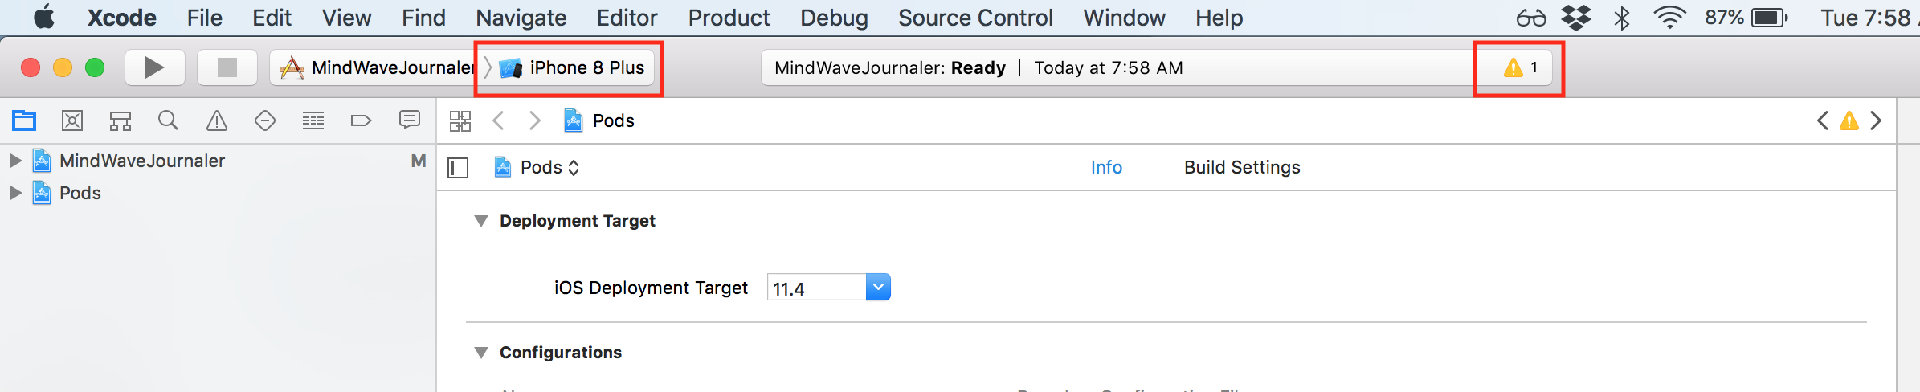 Xcode File Edit View Find Navigate Editor Product Debug Source Control Window Help 87% Tue 7:58
MindWaveJournaler iPhone 8 Plus MindWaveJournaler: Ready | Today at 7:58 AM 1
Pods
MindWaveJournaler M
Pods Info Build Settings
Pods
Deployment Target
iOS Deployment Target 11.4
Configurations